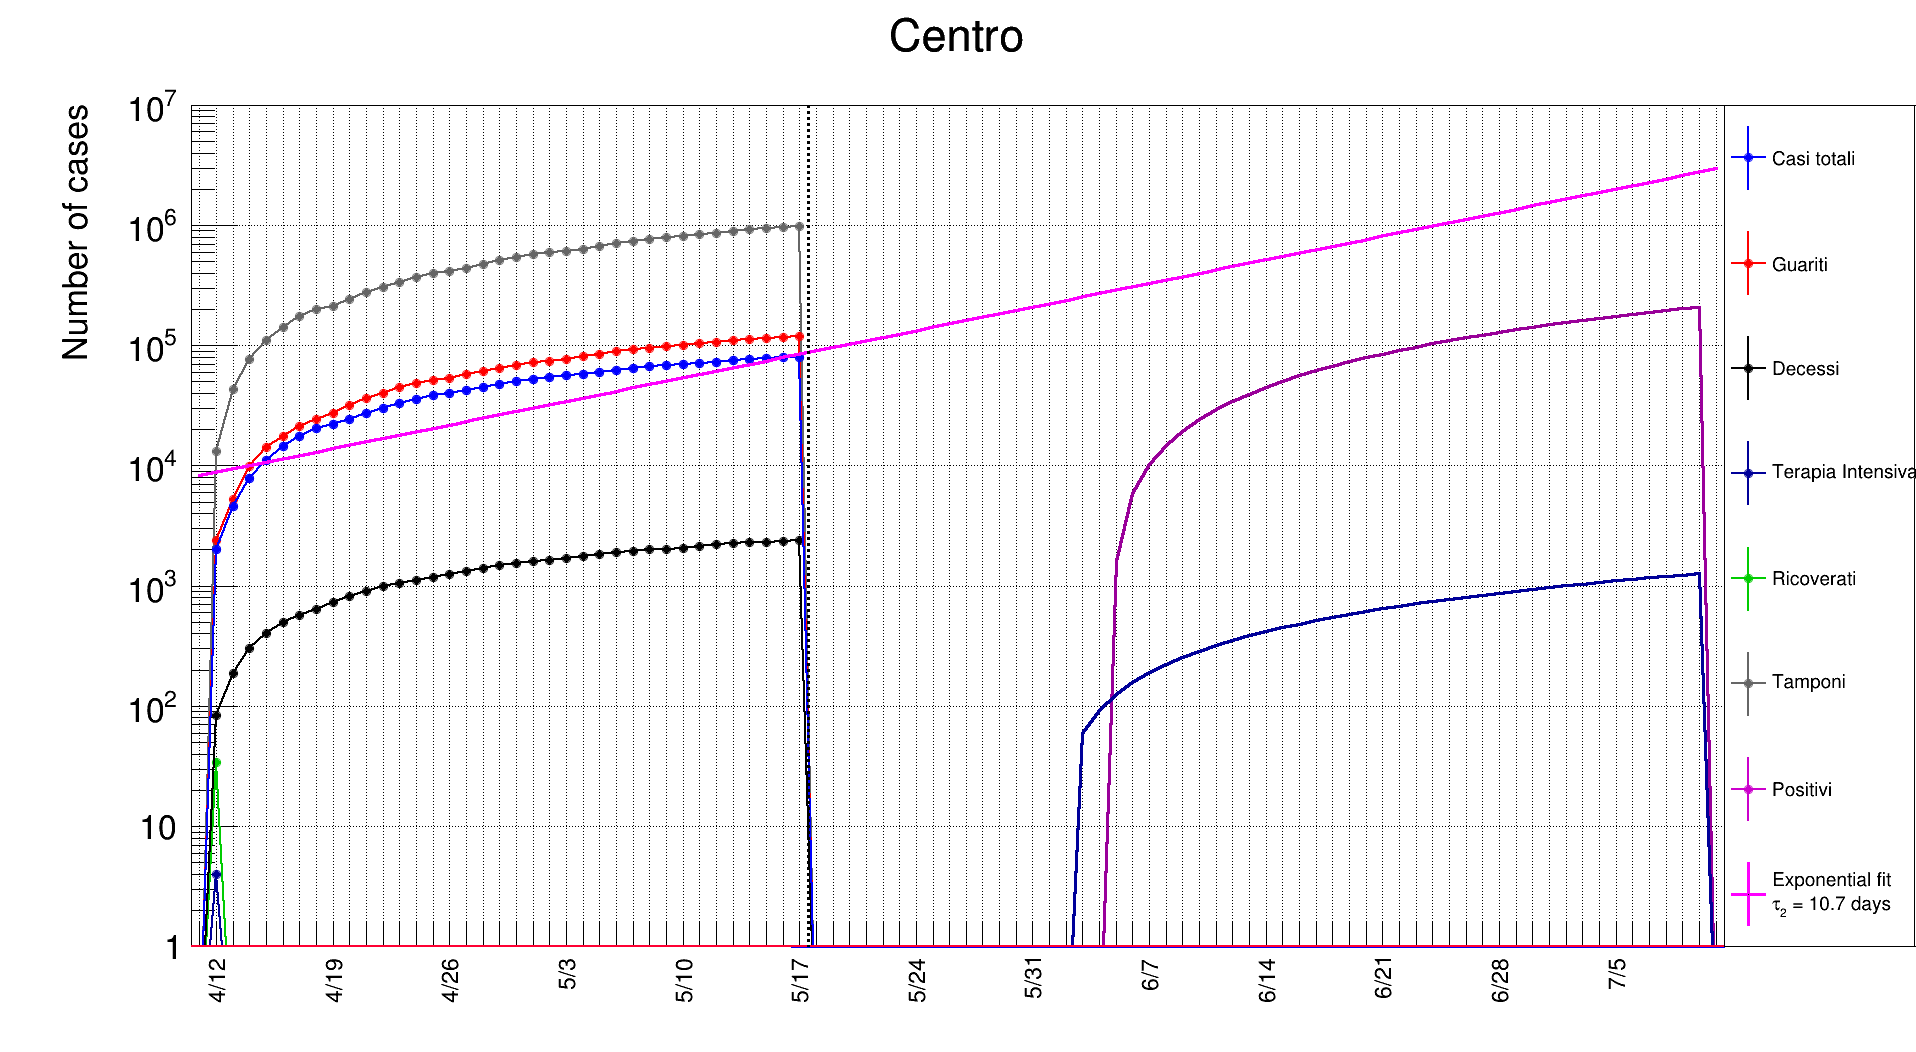 Centro
Number of cases
10^7
10^6
10^5
10^4
10^3
10^2
10
1
4/12
4/19
4/26
5/3
5/10
5/17
5/24
5/31
6/7
6/14
6/21
6/28
7/5
Casi totali
Guariti
Decessi
Terapia Intensiva
Ricoverati
Tamponi
Positivi
Exponential fit
τ_2 = 10.7 days